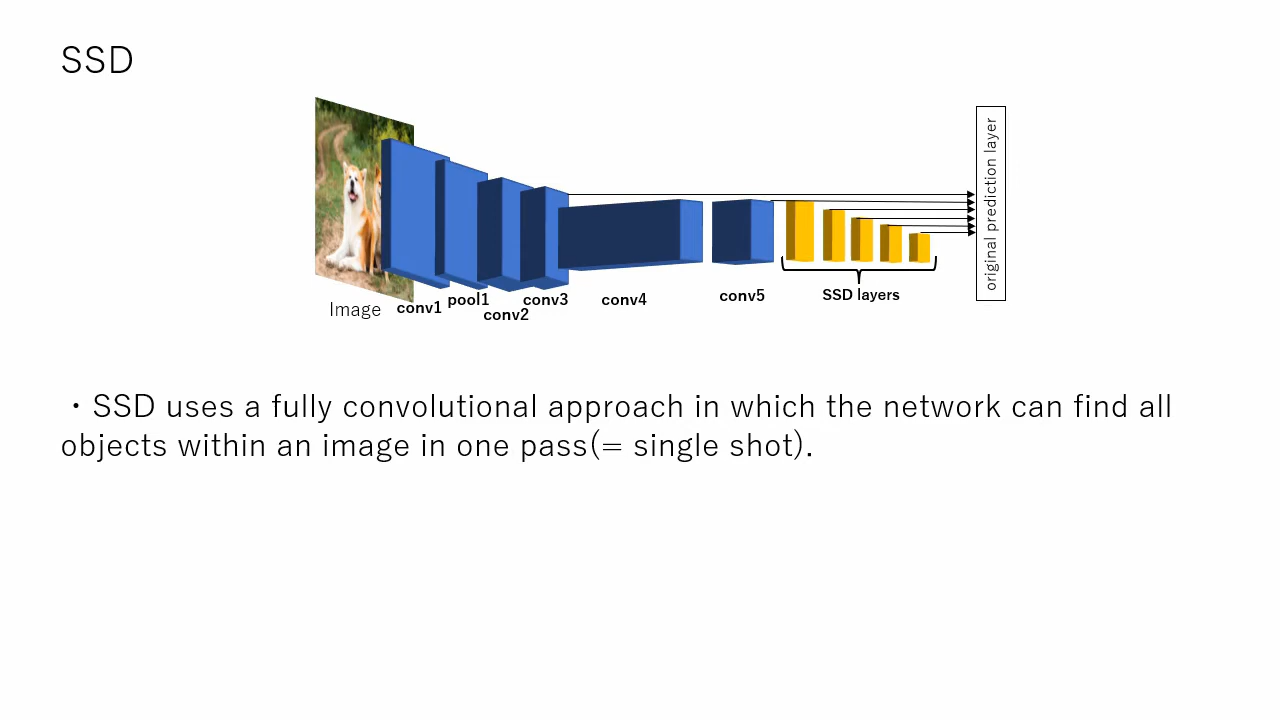 SSD
original prediction layer
Image
conv1
pool1
conv2
conv3
conv4
conv5
SSD layers
・SSD uses a fully convolutional approach in which the network can find all
objects within an image in one pass(= single shot).